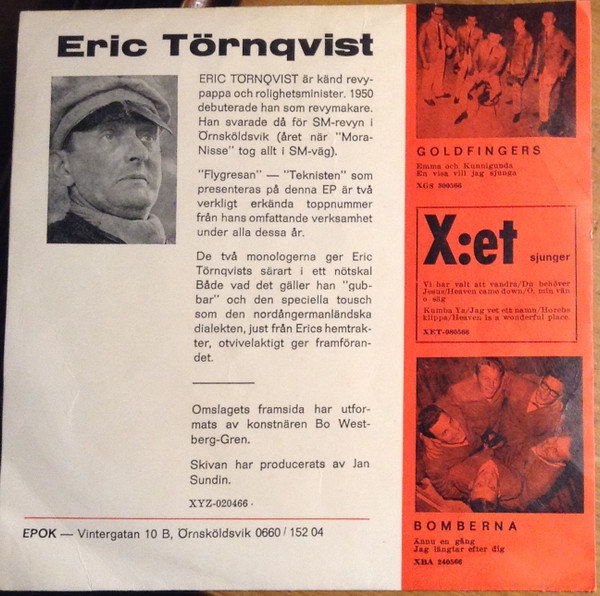 Eric Törnqvist
ERIC TÖRNQVIST är känd revy-
pappa och rolighetsminister. 1950
debuterade han som revymakare.
Han svarade då för SM-revyn i
Örnsköldsvik (året när "Mora-
Nisse" tog allt i SM-väg).
"Flygresan" — "Teknisten" som
presenteras på denna EP är två
verkligt erkända toppnummer
från hans omfattande verksamhet
under alla dessa år.
De två monologerna ger Eric
Törnqvists särart i ett nötskal
Både vad det gäller han "gub-
bar" och den speciella tousch
som den nordångermanländska
dialekten, just från Erics hemtrak-
ter, otvivelaktigt ger framföran-
det.
Omslagets framsida har utfor-
mats av konstnären Bo West-
berg-Gren.
Skivan har producerats av Jan
Sundin.
XYZ-020466.
EPOK — Vintergatan 10 B, Örnsköldsvik 0660/152 04
GOLDFINGERS
Emma och Kunnigunda
En visa vill jag sjunga
XGS 300566
X:et sjunger
Vi har valt att vandra/Du behöver
Jesus/Heaven came down/O, min vän
n säg
Kumba Ya/Jag vet ett namn/Horebs
klippa/Heaven is a wonderful place
XET-080566
BOMBERNA
Ännu en gång
Jag längtar efter dig
XBA 240566